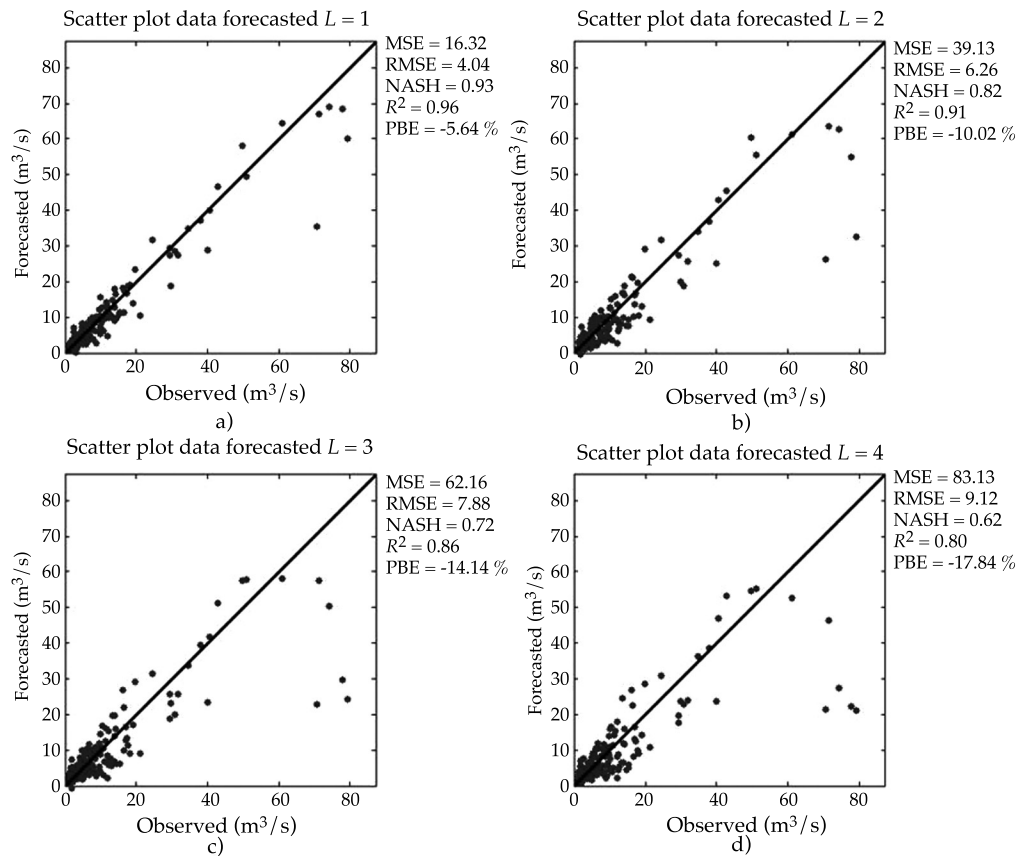 Scatter plot data forecasted L = 1
MSE = 16.32
RMSE = 4.04
NASH = 0.93
R² = 0.96
PBE = -5.64 %
Forecasted (m³/s)
80
70
60
50
40
30
20
10
0
0 20 40 60 80
Observed (m³/s)
a)
Scatter plot data forecasted L = 2
MSE = 39.13
RMSE = 6.26
NASH = 0.82
R² = 0.91
PBE = -10.02 %
Forecasted (m³/s)
80
70
60
50
40
30
20
10
0
0 20 40 60 80
Observed (m³/s)
b)
Scatter plot data forecasted L = 3
MSE = 62.16
RMSE = 7.88
NASH = 0.72
R² = 0.86
PBE = -14.14 %
Forecasted (m³/s)
80
70
60
50
40
30
20
10
0
0 20 40 60 80
Observed (m³/s)
c)
Scatter plot data forecasted L = 4
MSE = 83.13
RMSE = 9.12
NASH = 0.62
R² = 0.80
PBE = -17.84 %
Forecasted (m³/s)
80
70
60
50
40
30
20
10
0
0 20 40 60 80
Observed (m³/s)
d)